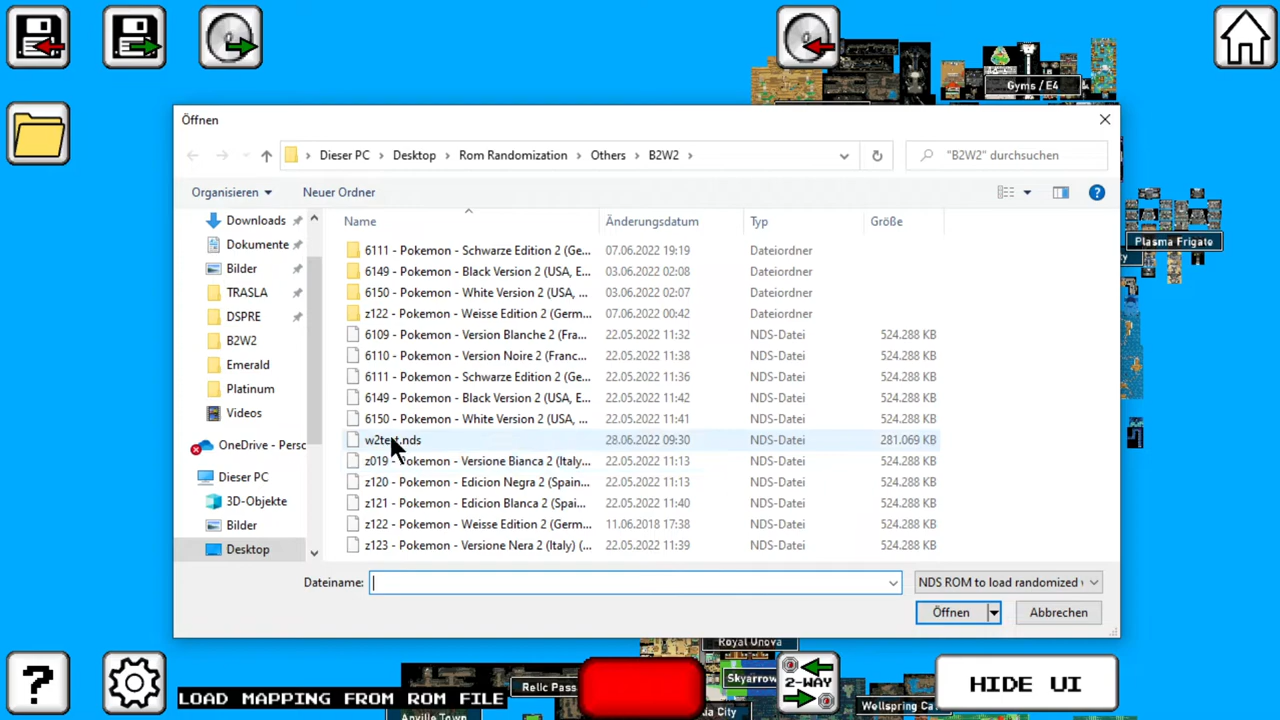 Gyms / E4
Öffnen
Dieser PC
Desktop
Rom Randomization
Others
B2W2
"B2W2" durchsuchen
Organisieren
Neuer Ordner
Plasma Frigate
Downloads
Dokumente
Bilder
TRASLA
DSPRE
B2W2
Emerald
Platinum
Videos
OneDrive - Perso
Dieser PC
3D-Objekte
Bilder
Desktop
Name Änderungsdatum Typ Größe
6111 - Pokemon - Schwarze Edition 2 (Ge... 07.06.2022 19:19 Dateiordner
6149 - Pokemon - Black Version 2 (USA, E... 03.06.2022 02:08 Dateiordner
6150 - Pokemon - White Version 2 (USA, ... 03.06.2022 02:07 Dateiordner
z122 - Pokemon - Weisse Edition 2 (Germ... 07.06.2022 00:42 Dateiordner
6109 - Pokemon - Version Blanche 2 (Fra... 22.05.2022 11:32 NDS-Datei 524.288 KB
6110 - Pokemon - Version Noire 2 (Franc... 22.05.2022 11:38 NDS-Datei 524.288 KB
6111 - Pokemon - Schwarze Edition 2 (Ge... 22.05.2022 11:36 NDS-Datei 524.288 KB
6149 - Pokemon - Black Version 2 (USA, E... 22.05.2022 11:42 NDS-Datei 524.288 KB
6150 - Pokemon - White Version 2 (USA, ... 22.05.2022 11:41 NDS-Datei 524.288 KB
w2test.nds 28.06.2022 09:30 NDS-Datei 281.069 KB
z019 - Pokemon - Versione Bianca 2 (Italy... 22.05.2022 11:13 NDS-Datei 524.288 KB
z120 - Pokemon - Edicion Negra 2 (Spain... 22.05.2022 11:13 NDS-Datei 524.288 KB
z121 - Pokemon - Edicion Blanca 2 (Spai... 22.05.2022 11:40 NDS-Datei 524.288 KB
z122 - Pokemon - Weisse Edition 2 (Germ... 11.06.2018 17:38 NDS-Datei 524.288 KB
z123 - Pokemon - Versione Nera 2 (Italy) (... 22.05.2022 11:39 NDS-Datei 524.288 KB
Dateiname:
NDS ROM to load randomized
Öffnen
Abbrechen
Royal Unova
Skyarrow
Relic Pass
2-WAY
HIDE UI
LOAD MAPPING FROM ROM FILE
Wellspring Ca
Anville Town
City